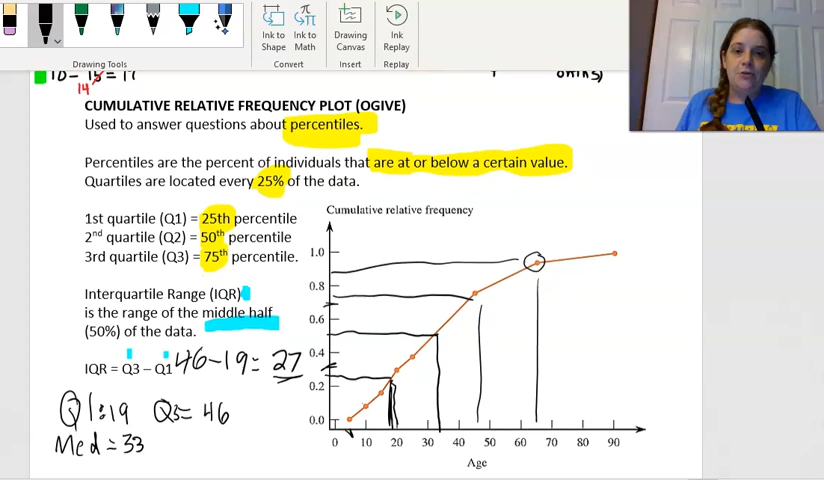 Ink to Shape
Ink to Math
Drawing Canvas
Ink Replay
Drawing Tools
Convert
Insert
Replay
14
CUMULATIVE RELATIVE FREQUENCY PLOT (OGIVE)
Used to answer questions about percentiles.
Percentiles are the percent of individuals that are at or below a certain value.
Quartiles are located every 25% of the data.
1st quartile (Q1) = 25th percentile
2nd quartile (Q2) = 50th percentile
3rd quartile (Q3) = 75th percentile.
Interquartile Range (IQR)
is the range of the middle half
(50%) of the data.
IQR = Q3 – Q1 46-19= 27
Q1:19 Q3= 46
Med = 33
Cumulative relative frequency
1.0
0.8
0.6
0.4
0.2
0.0
0 10 20 30 40 50 60 70 80 90
Age